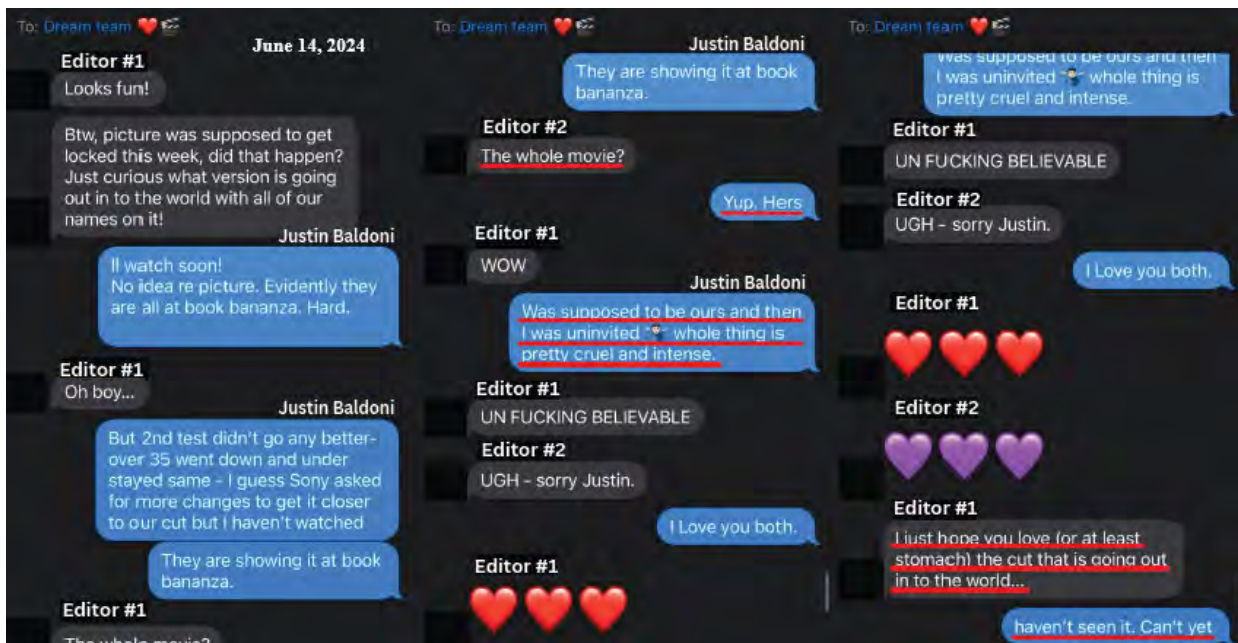 To: Dream team ❤️🎬
June 14, 2024
Editor #1
Looks fun!
Btw, picture was supposed to get
locked this week, did that happen?
Just curious what version is going
out in to the world with all of our
names on it!
Justin Baldoni
Il watch soon!
No idea re picture. Evidently they
are all at book bananza. Hard.
Editor #1
Oh boy...
Justin Baldoni
But 2nd test didn't go any better-
over 35 went down and under
stayed same - I guess Sony asked
for more changes to get it closer
to our cut but I haven't watched
They are showing it at book
bananza.
Editor #1
The whole movie?
To: Dream team ❤️🎬
Justin Baldoni
They are showing it at book
bananza.
Editor #2
The whole movie?
Yup. Hers
Editor #1
WOW
Justin Baldoni
Was supposed to be ours and then
I was uninvited 🤷🏻‍♂️ whole thing is
pretty cruel and intense.
Editor #1
UN FUCKING BELIEVABLE
Editor #2
UGH - sorry Justin.
I Love you both.
Editor #1
❤️ ❤️ ❤️
To: Dream team ❤️🎬
Was supposed to be ours and then
I was uninvited 🤷🏻‍♂️ whole thing is
pretty cruel and intense.
Editor #1
UN FUCKING BELIEVABLE
Editor #2
UGH - sorry Justin.
I Love you both.
Editor #1
❤️ ❤️ ❤️
Editor #2
💜💜💜
Editor #1
I just hope you love (or at least
stomach) the cut that is going out
in to the world...
haven't seen it. Can't yet